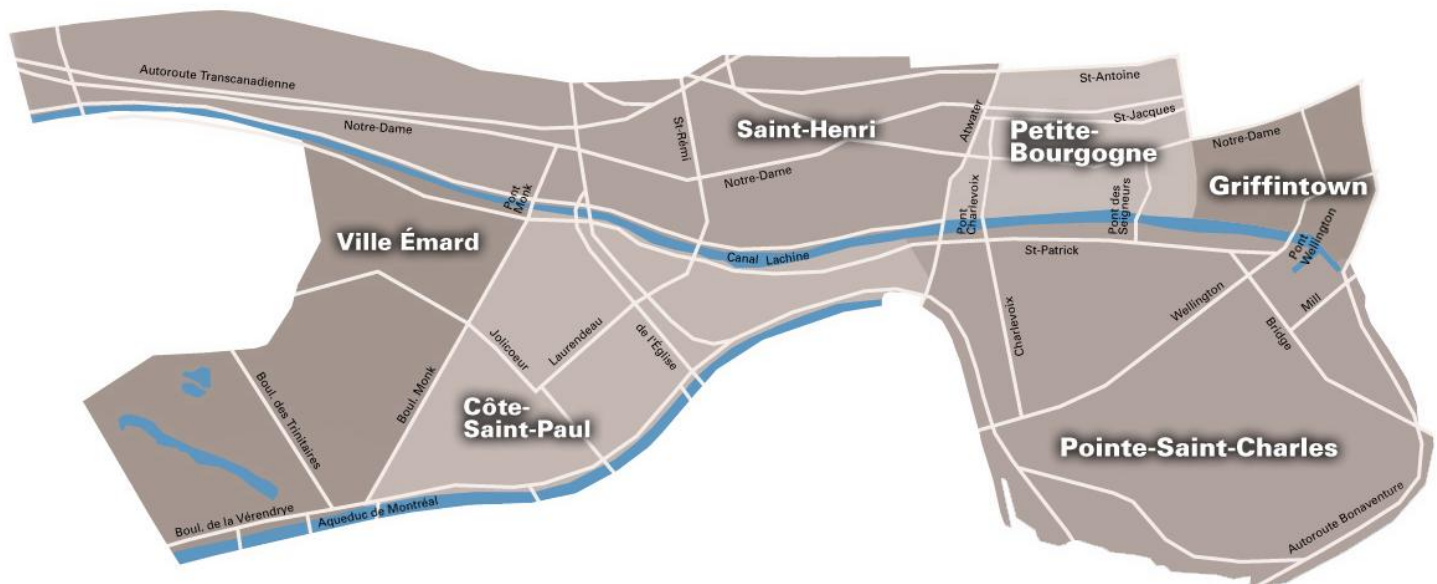 Autoroute Transcanadienne
Notre-Dame
St-Rémi
Saint-Henri
Notre-Dame
Atwater
St-Antoine
St-Jacques
Petite-
Bourgogne
Notre-Dame
Griffintown
Pont
Monk
Ville Émard
Canal Lachine
Pont
Charlevoix
Pont des
Seigneurs
St-Patrick
Pont
Wellington
Wellington
Mill
Bridge
Charlevoix
Jolicoeur
Laurendeau
de l'Église
Boul. des Trinitaires
Boul. Monk
Côte-
Saint-Paul
Pointe-Saint-Charles
Boul. de la Vérendrye
Aqueduc de Montréal
Autoroute Bonaventure